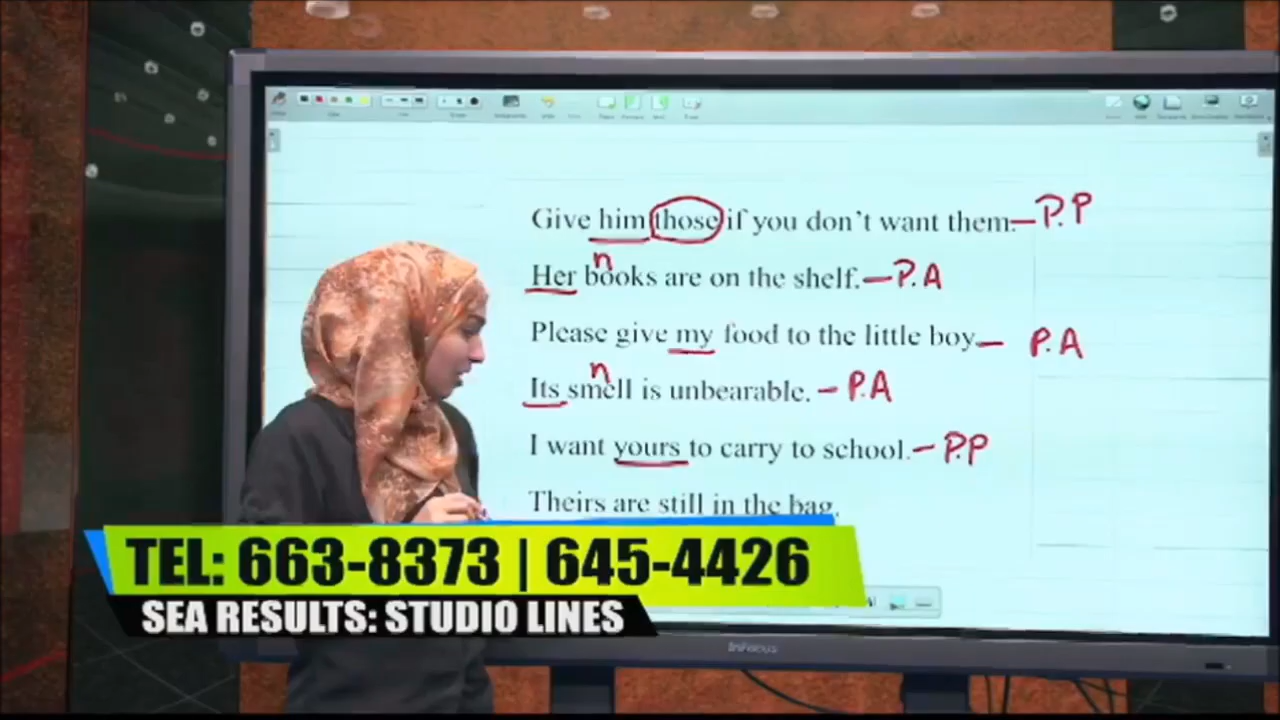 Give him those if you don't want them. — P.P
n
Her books are on the shelf. — P.A
Please give my food to the little boy — P.A
n
Its smell is unbearable. — P.A
I want yours to carry to school. — P.P
Theirs are still in the bag.
TEL: 663-8373 | 645-4426
SEA RESULTS: STUDIO LINES
InFocus